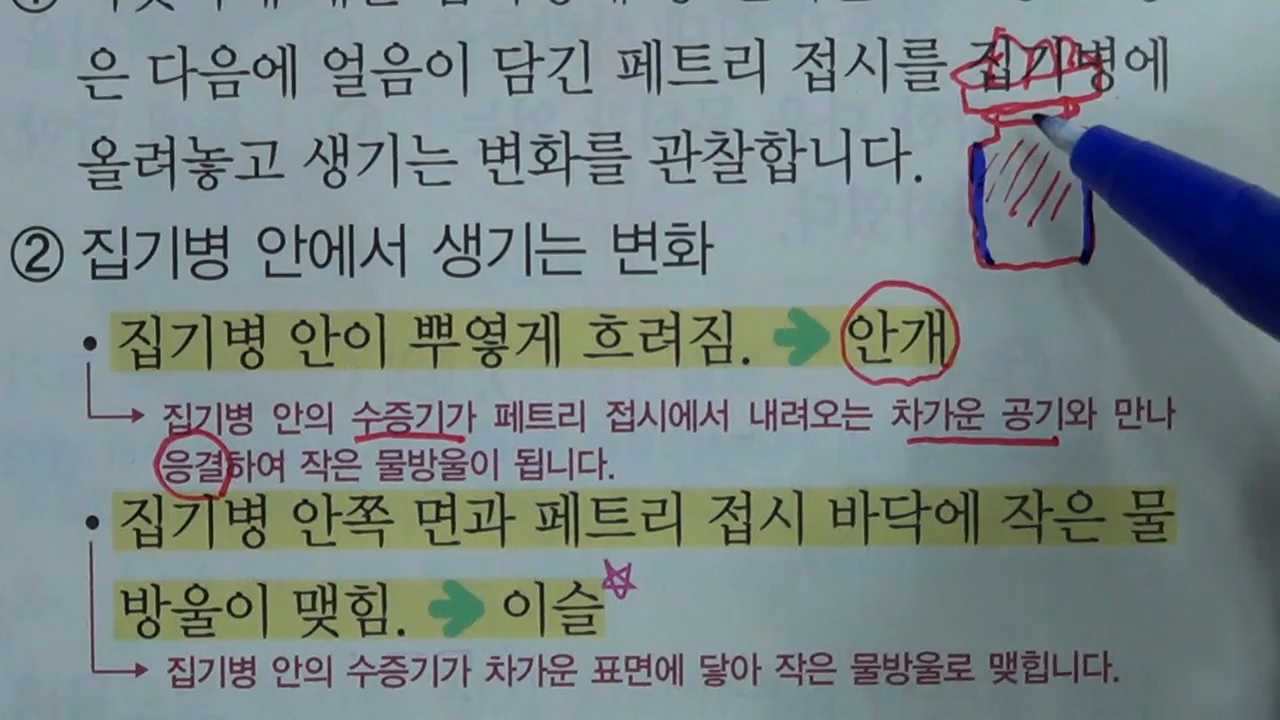 은 다음에 얼음이 담긴 페트리 접시를 집기병에
올려놓고 생기는 변화를 관찰합니다.
② 집기병 안에서 생기는 변화
• 집기병 안이 뿌옇게 흐려짐. ➔ 안개
집기병 안의 수증기가 페트리 접시에서 내려오는 차가운 공기와 만나
응결하여 작은 물방울이 됩니다.
• 집기병 안쪽 면과 페트리 접시 바닥에 작은 물
방울이 맺힘. ➔ 이슬
집기병 안의 수증기가 차가운 표면에 닿아 작은 물방울로 맺힙니다.